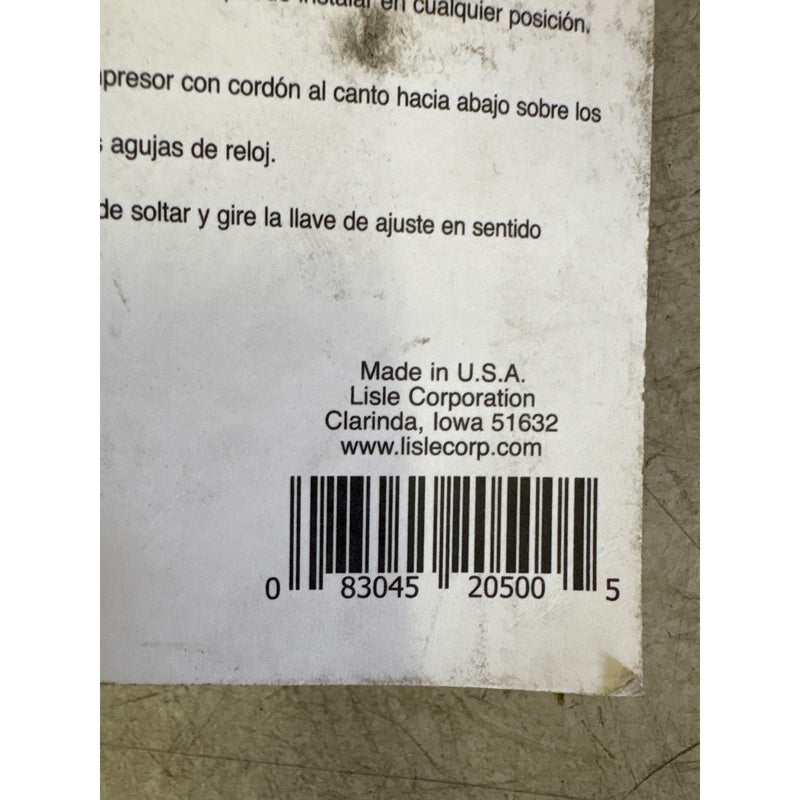 instalar en cualquier posición.
presor con cordón al canto hacia abajo sobre los
agujas de reloj.
de soltar y gire la llave de ajuste en sentido
Made in U.S.A.
Lisle Corporation
Clarinda, Iowa 51632
www.lislecorp.com
0 83045 20500 5